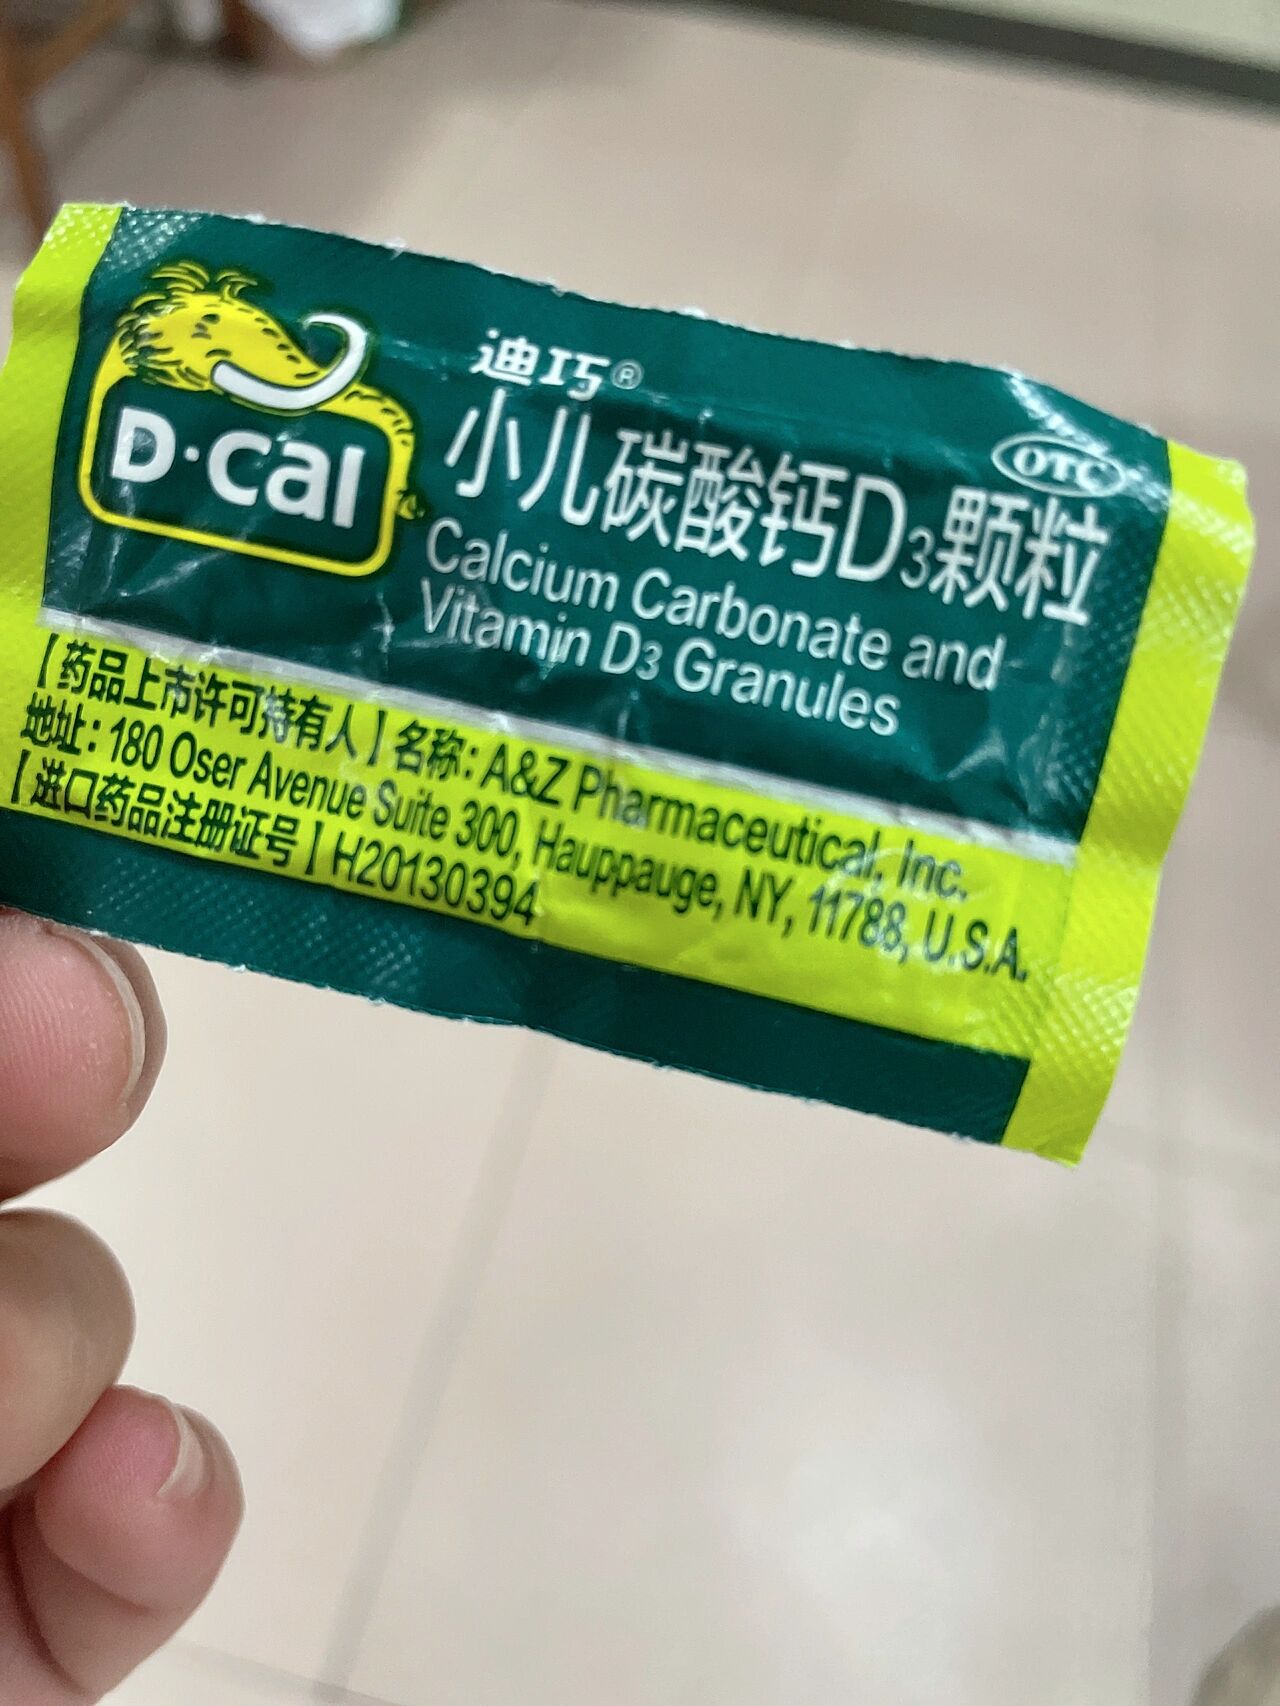 迪巧®
D·Cal
小儿碳酸钙D₃颗粒
OTC
Calcium Carbonate and
Vitamin D₃ Granules
【药品上市许可持有人】名称：A&Z Pharmaceutical, Inc.
地址：180 Oser Avenue Suite 300, Hauppauge, NY, 11788, U.S.A.
【进口药品注册证号】H20130394